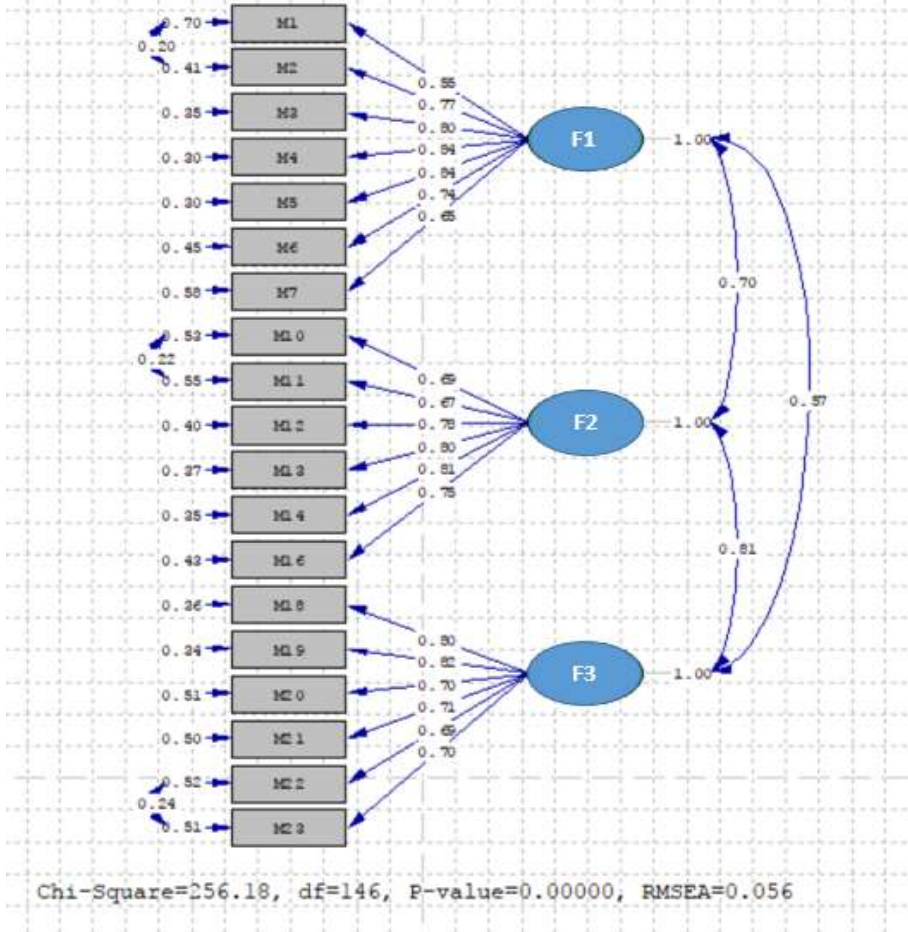 0.70 M1
0.20
0.41 M2
0.35 M3
0.30 M4
0.30 M5
0.45 M6
0.58 M7
0.53 M10
0.22
0.55 M11
0.40 M12
0.37 M13
0.35 M14
0.43 M16
0.36 M18
0.34 M19
0.51 M20
0.50 M21
0.52 M22
0.24
0.51 M23
0.55
0.77
0.80
0.84
0.84
0.74
0.65
0.69
0.67
0.78
0.80
0.81
0.75
0.80
0.82
0.70
0.71
0.69
0.70
F1 1.00
F2 1.00
F3 1.00
0.70
0.57
0.81
Chi-Square=256.18, df=146, P-value=0.00000, RMSEA=0.056